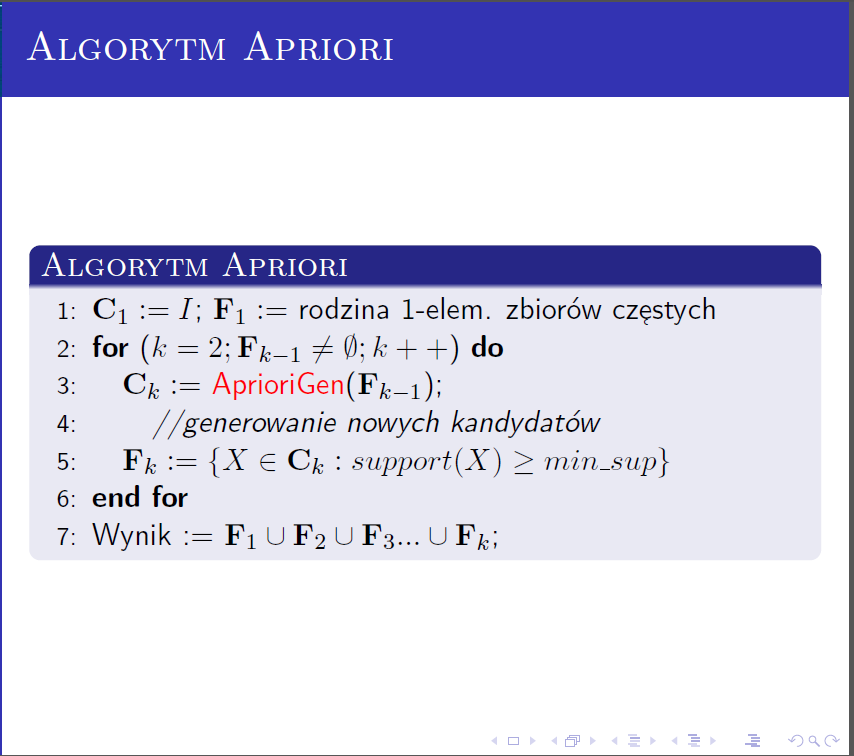 Algorytm Apriori
Algorytm Apriori
1: C₁ := I; F₁ := rodzina 1-elem. zbiorów częstych
2: for (k = 2; Fₖ₋₁ ≠ ∅; k + +) do
3: Cₖ := AprioriGen(Fₖ₋₁);
4: //generowanie nowych kandydatów
5: Fₖ := {X ∈ Cₖ : support(X) ≥ min_sup}
6: end for
7: Wynik := F₁ ∪ F₂ ∪ F₃... ∪ Fₖ;